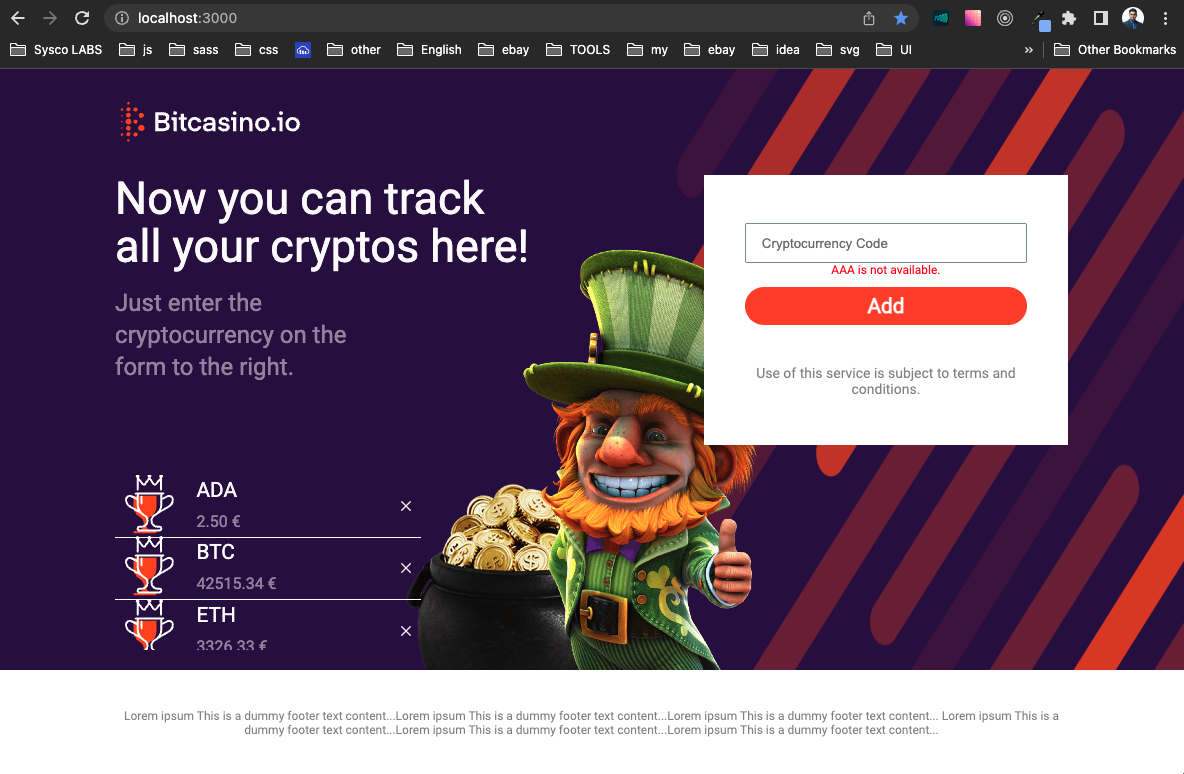 localhost:3000
Sysco LABS js sass css other English ebay TOOLS my ebay idea svg UI » Other Bookmarks
Bitcasino.io
Now you can track
all your cryptos here!
Just enter the
cryptocurrency on the
form to the right.
Cryptocurrency Code
AAA is not available.
Add
Use of this service is subject to terms and
conditions.
ADA
2.50 €
BTC
42515.34 €
ETH
3326.33 €
Lorem ipsum This is a dummy footer text content...Lorem ipsum This is a dummy footer text content...Lorem ipsum This is a dummy footer text content... Lorem ipsum This is a
dummy footer text content...Lorem ipsum This is a dummy footer text content...Lorem ipsum This is a dummy footer text content...